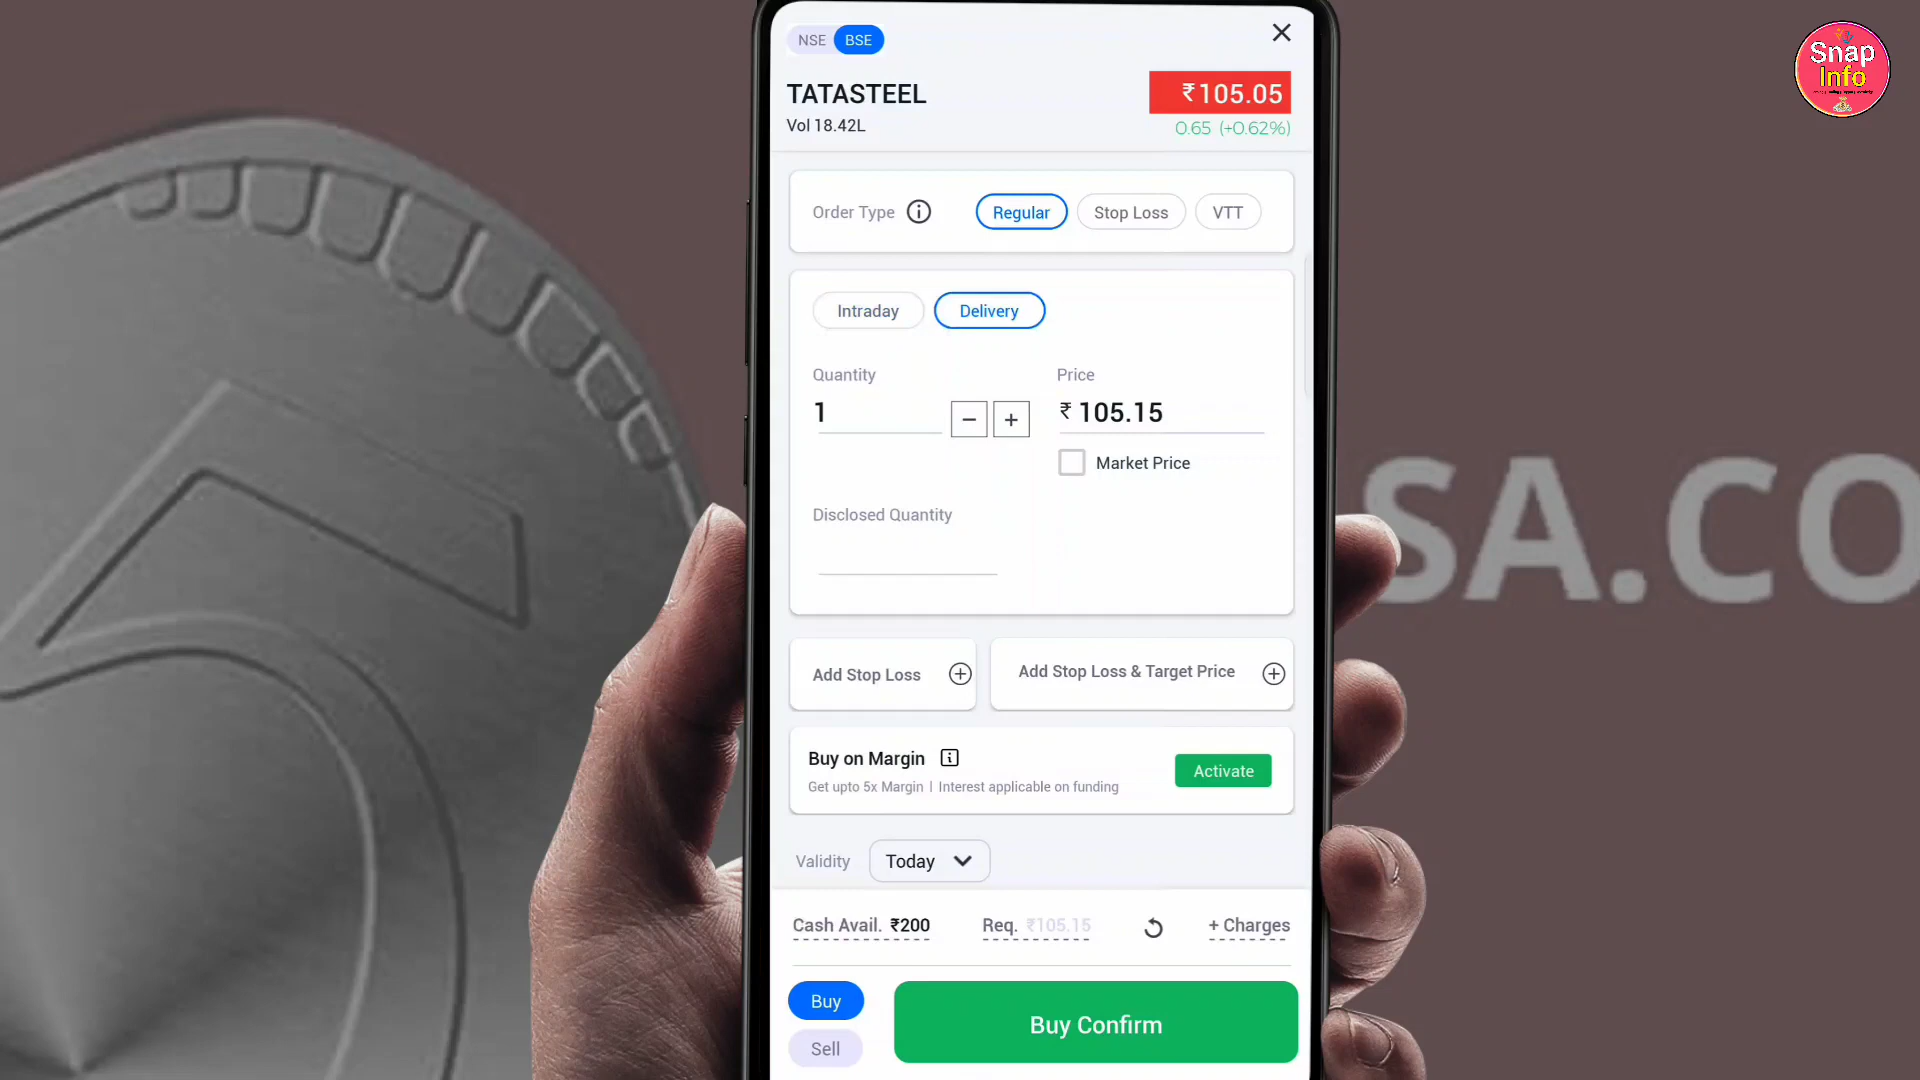 NSE BSE
TATASTEEL ₹105.05
Vol 18.42L 0.65 (+0.62%)
Order Type Regular Stop Loss VTT
Intraday Delivery
Quantity Price
1 − + ₹ 105.15
Market Price
Disclosed Quantity
Add Stop Loss Add Stop Loss & Target Price
Buy on Margin
Get upto 5x Margin | Interest applicable on funding
Activate
Validity Today
Cash Avail. ₹200 Req. ₹105.15 + Charges
Buy
Sell
Buy Confirm
SA.CO
Snap
Info